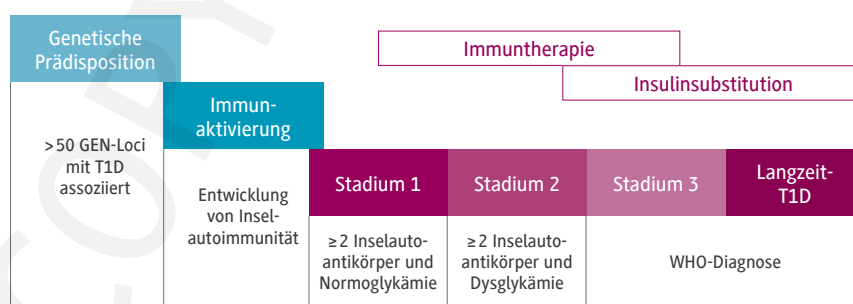 Genetische
Prädisposition
Immuntherapie
Insulinsubstitution
Immun-
aktivierung
>50 GEN-Loci
mit T1D
assoziiert
Entwicklung
von Insel-
autoimmunität
Stadium 1
Stadium 2
Stadium 3
Langzeit-
T1D
≥2 Inselauto-
antikörper und
Normoglykämie
≥2 Inselauto-
antikörper und
Dysglykämie
WHO-Diagnose